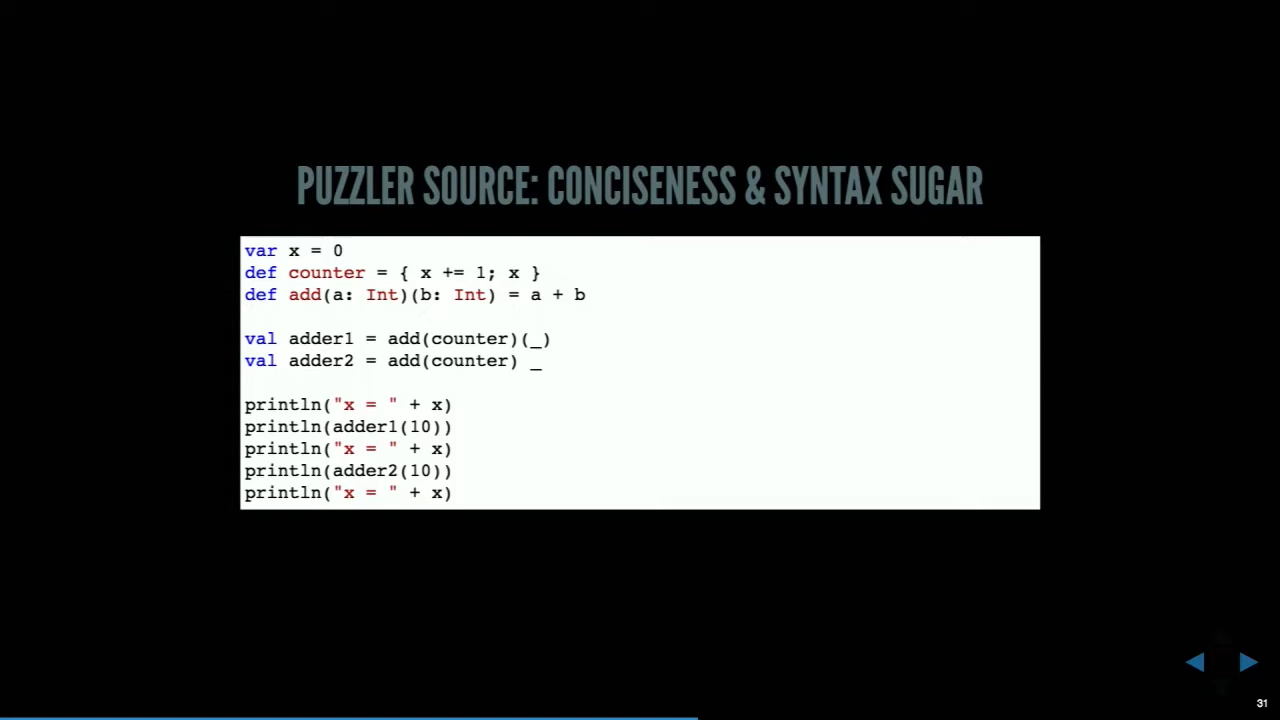 PUZZLER SOURCE: CONCISENESS & SYNTAX SUGAR
var x = 0
def counter = { x += 1; x }
def add(a: Int)(b: Int) = a + b
val adder1 = add(counter)(_)
val adder2 = add(counter) _
println("x = " + x)
println(adder1(10))
println("x = " + x)
println(adder2(10))
println("x = " + x)
31